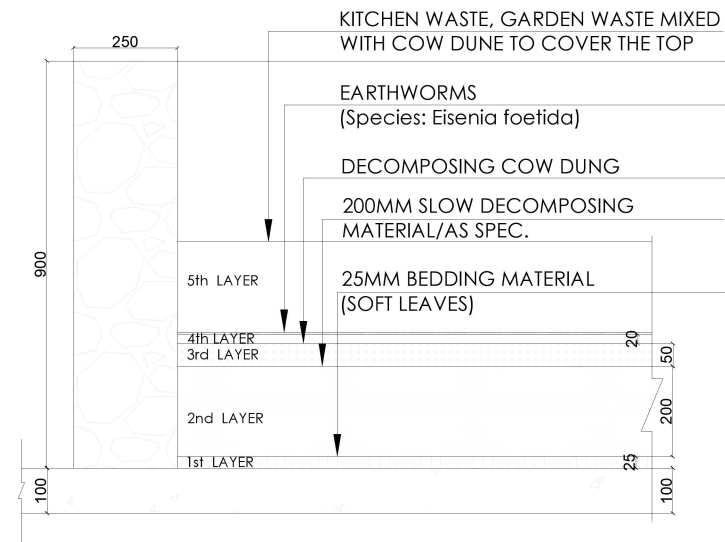 250
KITCHEN WASTE, GARDEN WASTE MIXED
WITH COW DUNE TO COVER THE TOP
EARTHWORMS
(Species: Eisenia foetida)
DECOMPOSING COW DUNG
200MM SLOW DECOMPOSING
MATERIAL/AS SPEC.
25MM BEDDING MATERIAL
(SOFT LEAVES)
900
5th LAYER
4th LAYER
20
3rd LAYER
50
2nd LAYER
200
1st LAYER
25
100
100